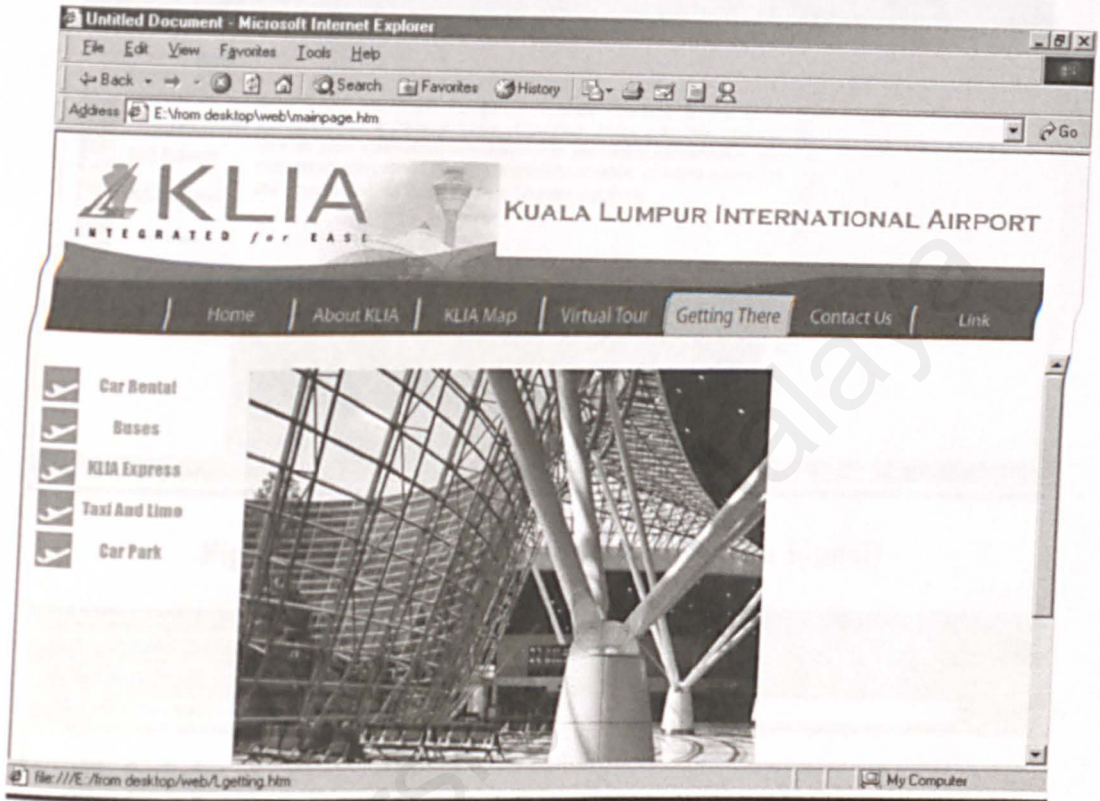 Untitled Document - Microsoft Internet Explorer
File Edit View Favorites Tools Help
Back Search Favorites History
Address E:\from desktop\web\mainpage.htm Go
KLIA
INTEGRATED for EASE
KUALA LUMPUR INTERNATIONAL AIRPORT
Home About KLIA KLIA Map Virtual Tour Getting There Contact Us Link
Car Rental
Buses
KLIA Express
Taxi And Limo
Car Park
file:///E:/from desktop/web/Lgetting.htm My Computer